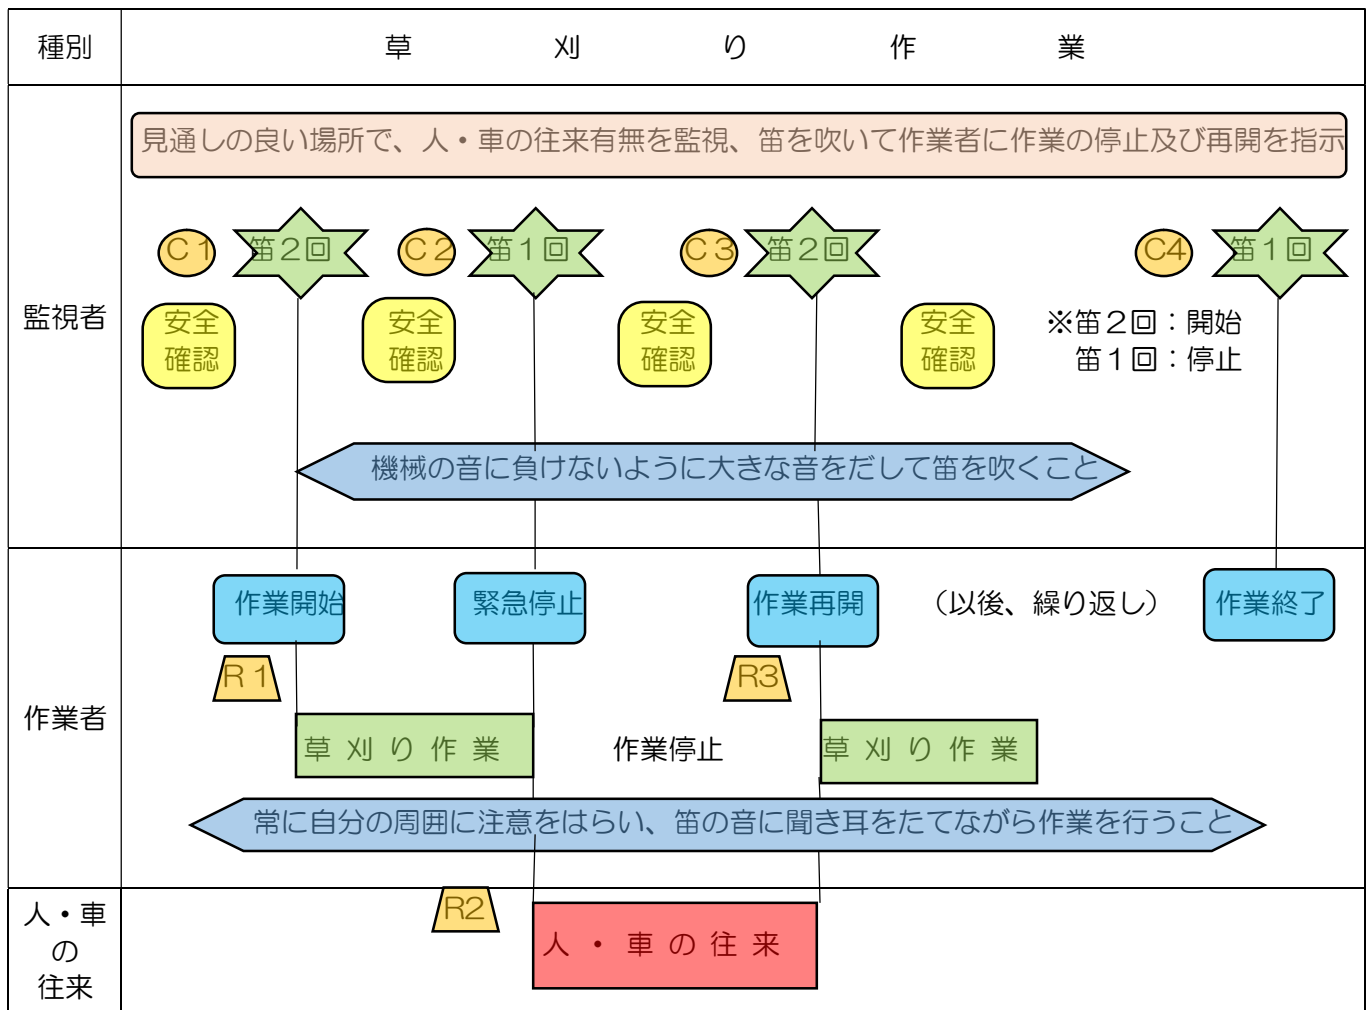 種別
草刈り作業
見通しの良い場所で、人・車の往来有無を監視、笛を吹いて作業者に作業の停止及び再開を指示
監視者
C1
笛2回
C2
笛1回
C3
笛2回
C4
笛1回
安全
確認
安全
確認
安全
確認
安全
確認
※笛2回:開始
笛1回:停止
機械の音に負けないように大きな音をだして笛を吹くこと
作業者
作業開始
緊急停止
作業再開
(以後、繰り返し)
作業終了
R1
R3
草刈り作業
作業停止
草刈り作業
常に自分の周囲に注意をはらい、笛の音に聞き耳をたてながら作業を行うこと
人・車
の
往来
R2
人・車の往来